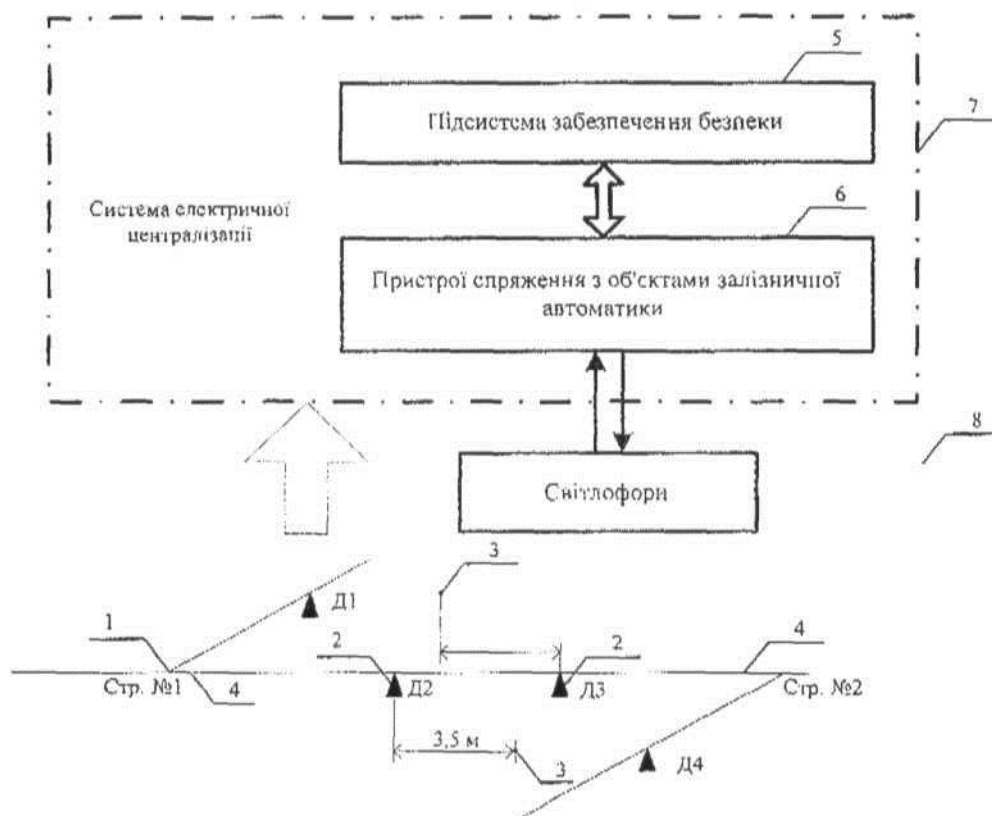 5
Підсистема забезпечення безпеки
7
6
Система електричної
централізації
Пристрої спряження з об'єктами залізничної
автоматики
8
Світлофори
3
Д1
1
2
2
4
Стр. №1
4
Д2
Д3
Стр. №2
3,5 м
3
Д4